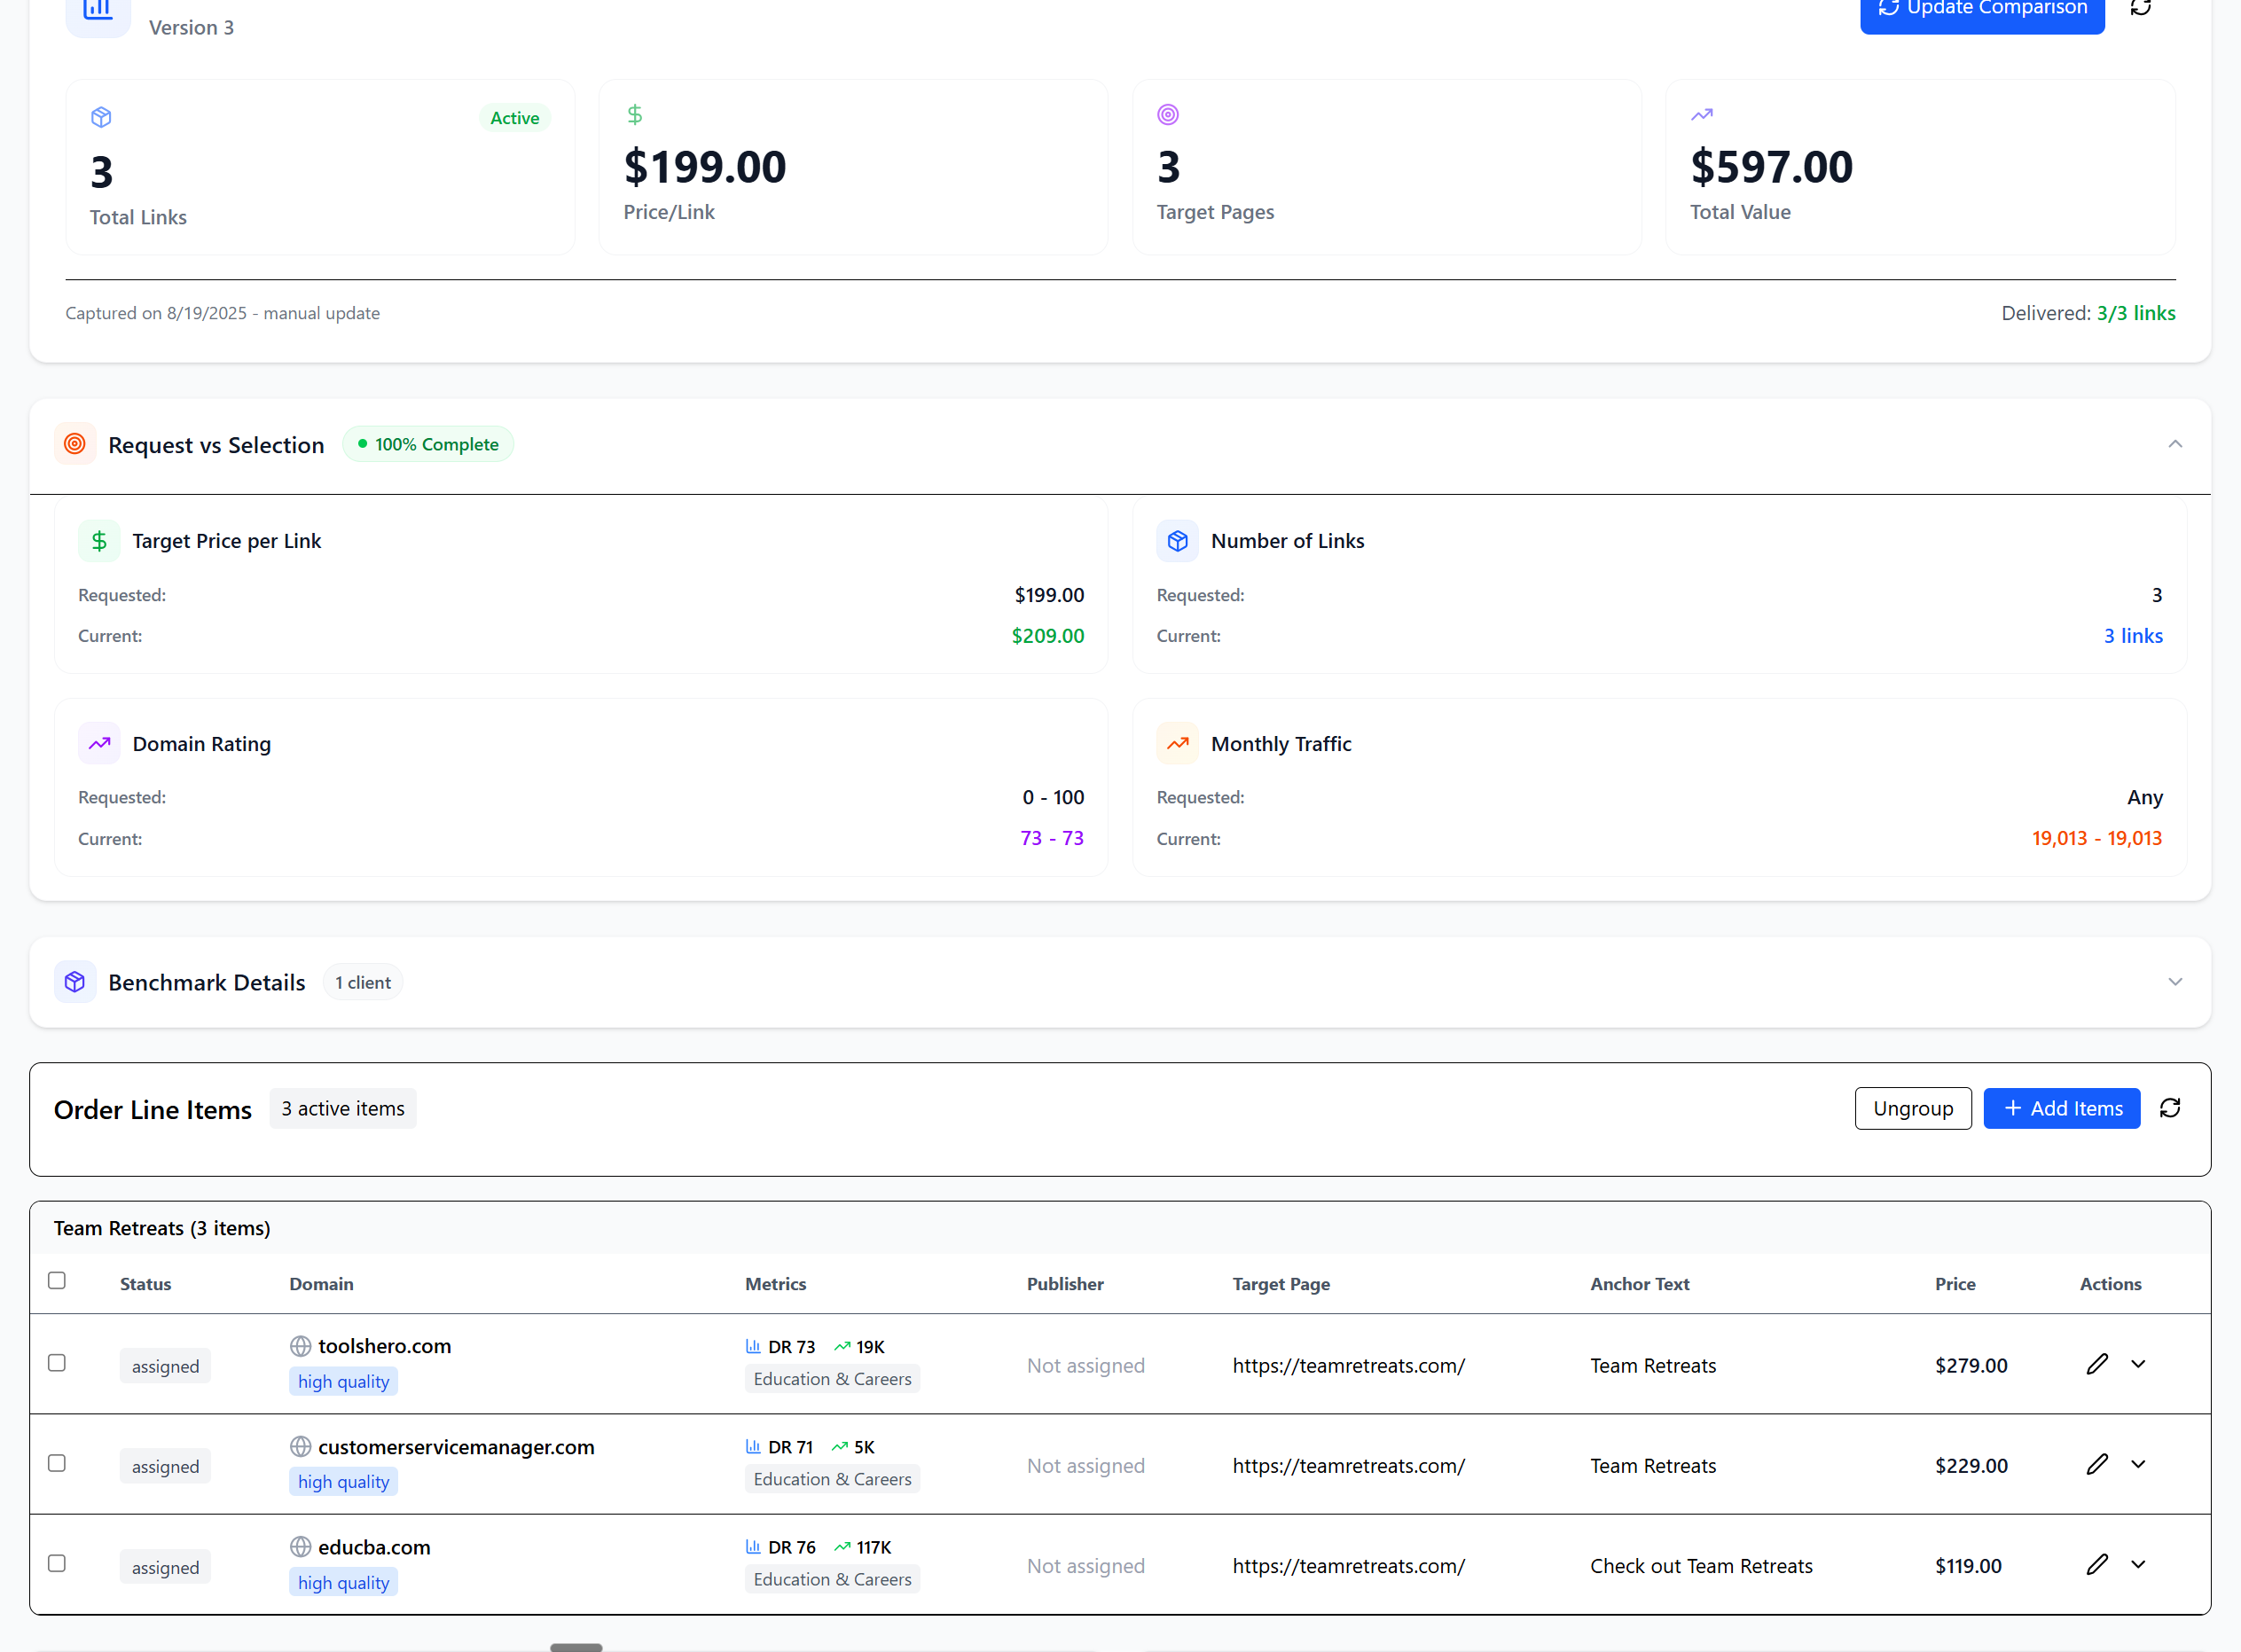 Version 3
Update Comparison
Active
3
Total Links
$199.00
Price/Link
3
Target Pages
$597.00
Total Value
Captured on 8/19/2025 - manual update
Delivered: 3/3 links
Request vs Selection
100% Complete
Target Price per Link
Requested: $199.00
Current: $209.00
Number of Links
Requested: 3
Current: 3 links
Domain Rating
Requested: 0 - 100
Current: 73 - 73
Monthly Traffic
Requested: Any
Current: 19,013 - 19,013
Benchmark Details 1 client
Order Line Items 3 active items
Ungroup
Add Items
Team Retreats (3 items)
Status Domain Metrics Publisher Target Page Anchor Text Price Actions
assigned toolshero.com DR 73 19K Not assigned https://teamretreats.com/ Team Retreats $279.00
high quality Education & Careers
assigned customerservicemanager.com DR 71 5K Not assigned https://teamretreats.com/ Team Retreats $229.00
high quality Education & Careers
assigned educba.com DR 76 117K Not assigned https://teamretreats.com/ Check out Team Retreats $119.00
high quality Education & Careers